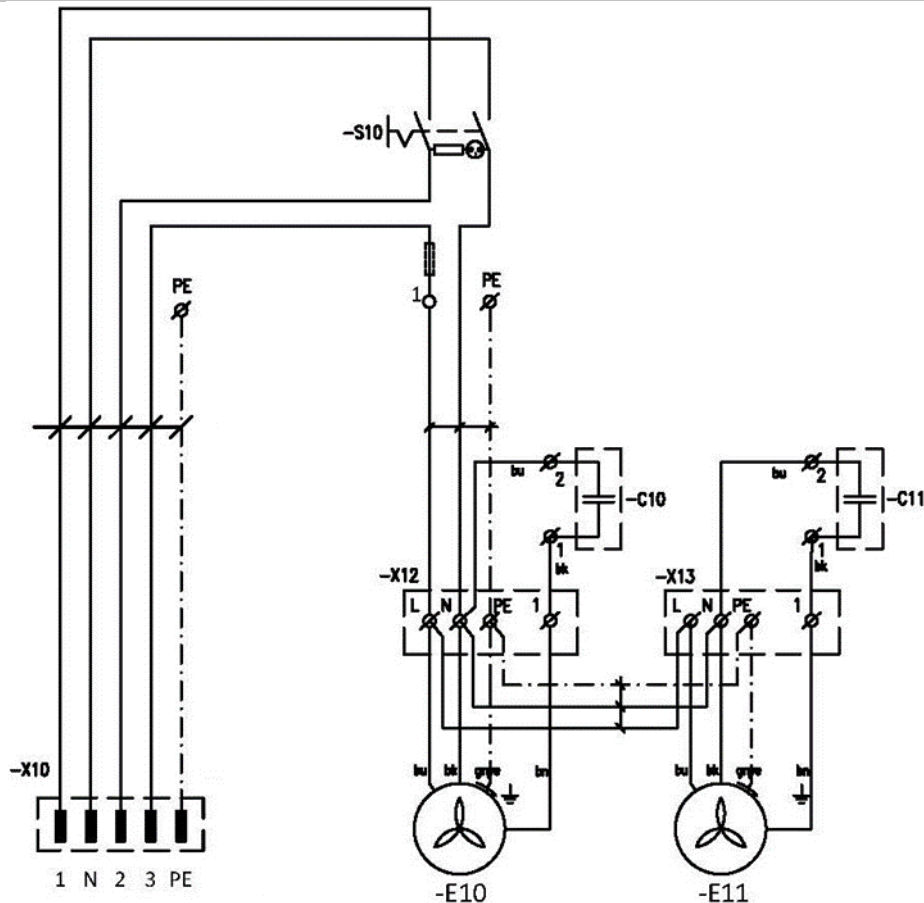 -S10
PE
1
PE
bu
2
-C10
bu
2
-C11
1
bk
1
bk
-X12
L N PE 1
-X13
L N PE 1
-X10
bu bk gnye bn
bu bk gnye bn
1 N 2 3 PE
-E10
-E11